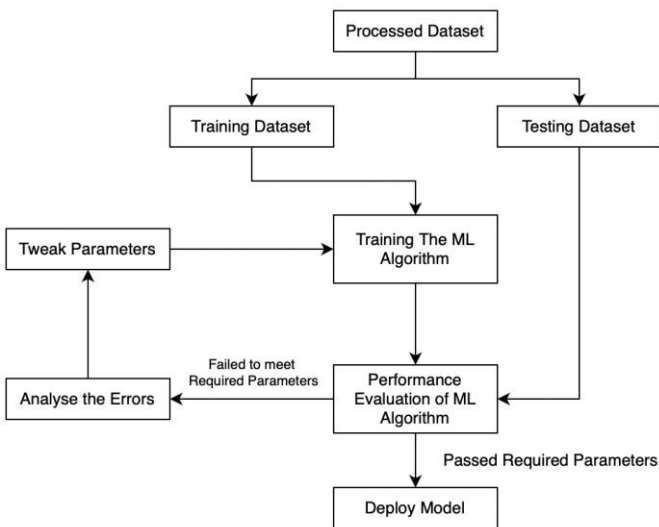 Processed Dataset
Training Dataset
Testing Dataset
Tweak Parameters
Training The ML
Algorithm
Failed to meet
Required Parameters
Analyse the Errors
Performance
Evaluation of ML
Algorithm
Passed Required Parameters
Deploy Model